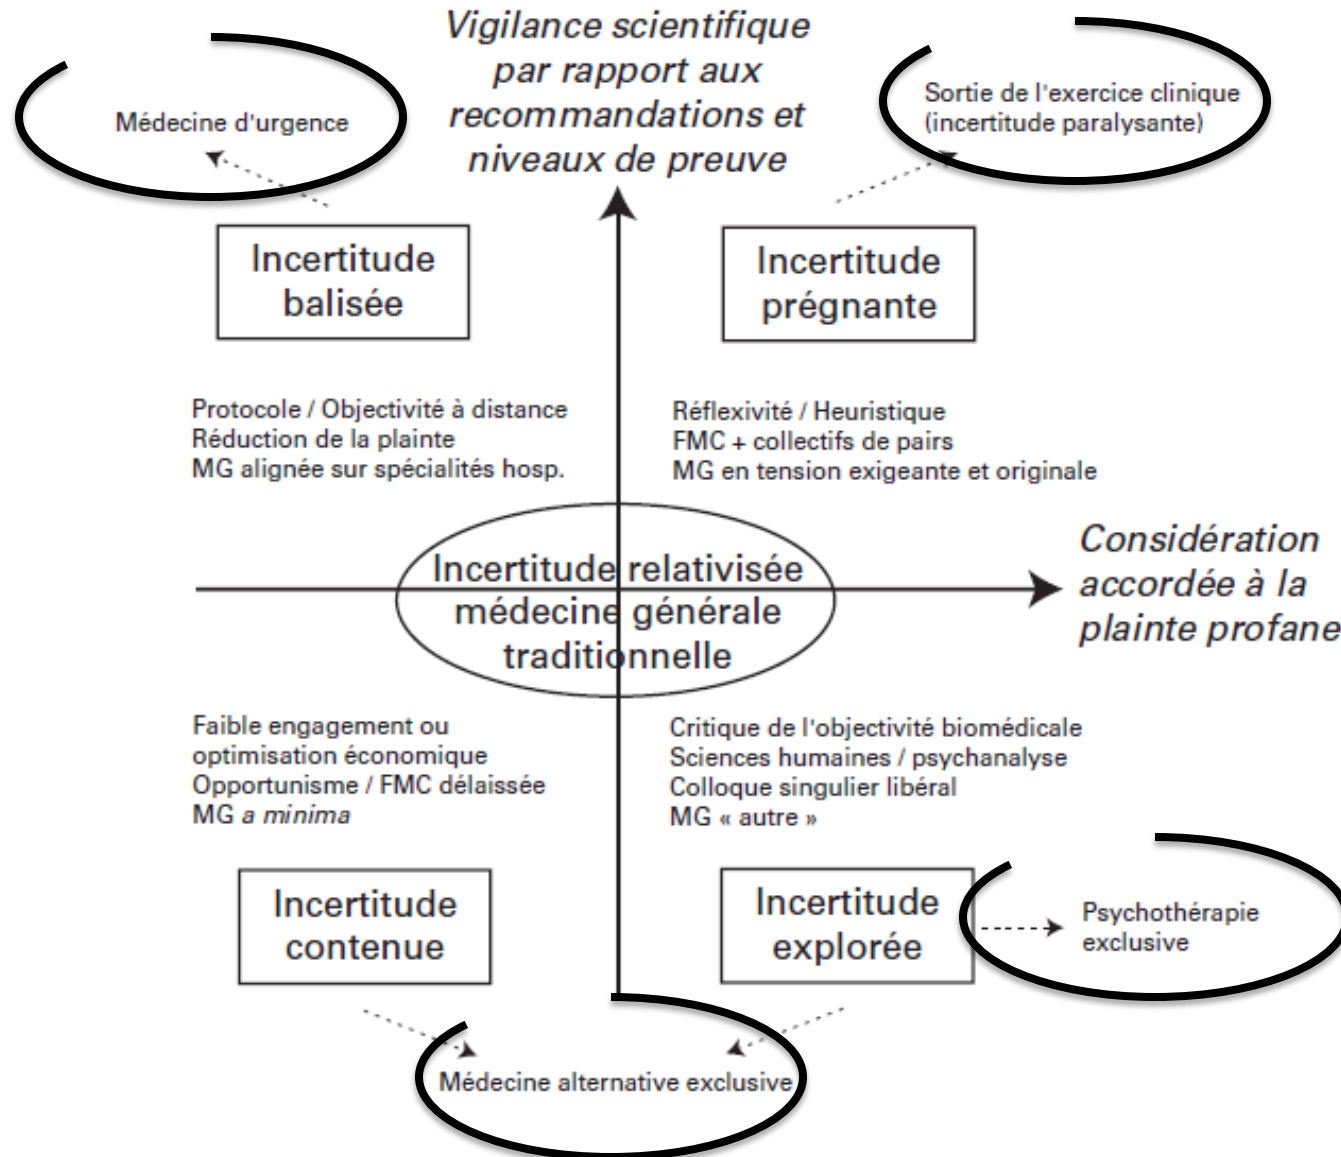 Vigilance scientifique
par rapport aux
recommandations et
niveaux de preuve
Médecine d'urgence
Sortie de l'exercice clinique
(incertitude paralysante)
Incertitude
balisée
Incertitude
prégnante
Protocole / Objectivité à distance
Réduction de la plainte
MG alignée sur spécialités hosp.
Réflexivité / Heuristique
FMC + collectifs de pairs
MG en tension exigeante et originale
Incertitude relativisée
médecine générale
traditionnelle
Considération
accordée à la
plainte profane
Faible engagement ou
optimisation économique
Opportunisme / FMC délaissée
MG a minima
Critique de l'objectivité biomédicale
Sciences humaines / psychanalyse
Colloque singulier libéral
MG « autre »
Incertitude
contenue
Incertitude
explorée
Psychothérapie
exclusive
Médecine alternative exclusive